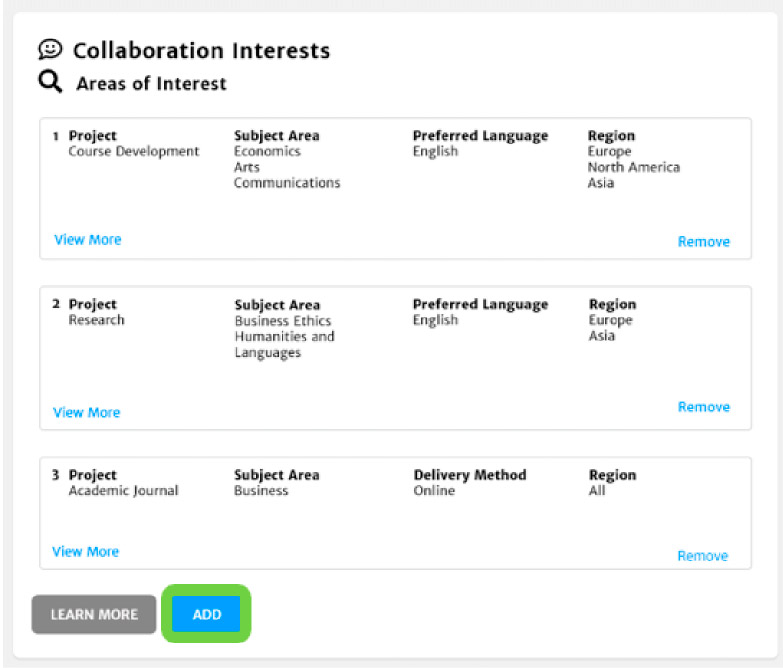 Collaboration Interests
Areas of Interest
1 Project Subject Area Preferred Language Region
Course Development Economics English Europe
Arts North America
Communications Asia
View More Remove
2 Project Subject Area Preferred Language Region
Research Business Ethics English Europe
Humanities and Asia
Languages
View More Remove
3 Project Subject Area Delivery Method Region
Academic Journal Business Online All
View More Remove
LEARN MORE ADD